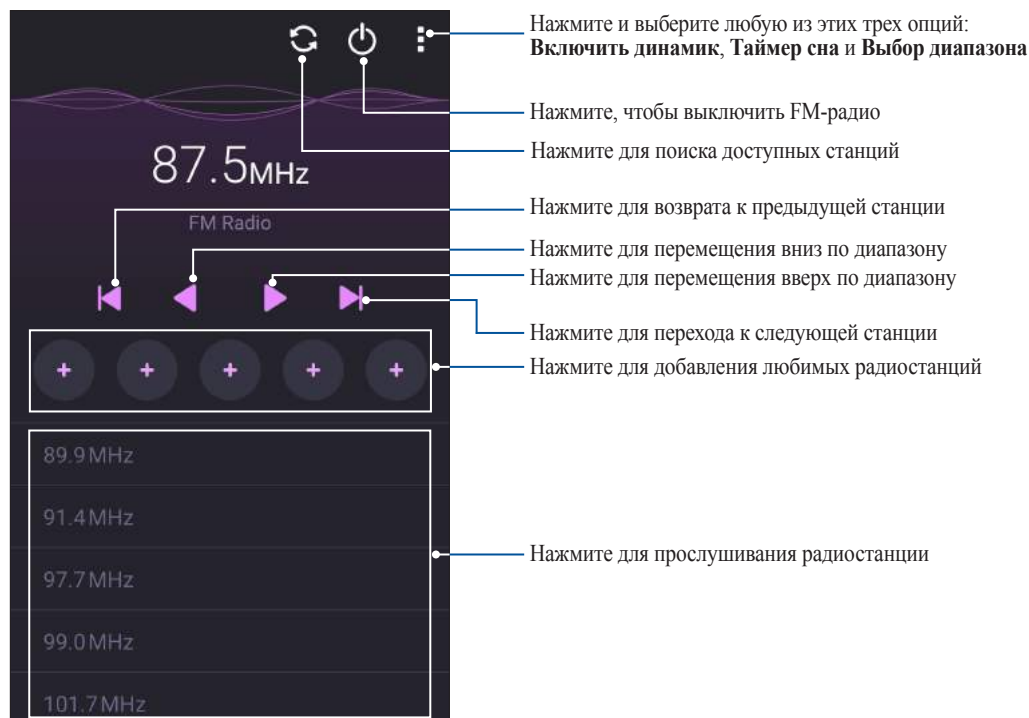 Нажмите и выберите любую из этих трех опций:
Включить динамик, Таймер сна и Выбор диапазона
Нажмите, чтобы выключить FM-радио
Нажмите для поиска доступных станций
87.5MHz
FM Radio
Нажмите для возврата к предыдущей станции
Нажмите для перемещения вниз по диапазону
Нажмите для перемещения вверх по диапазону
Нажмите для перехода к следующей станции
Нажмите для добавления любимых радиостанций
89.9MHz
91.4MHz
97.7MHz
99.0MHz
101.7MHz
Нажмите для прослушивания радиостанции